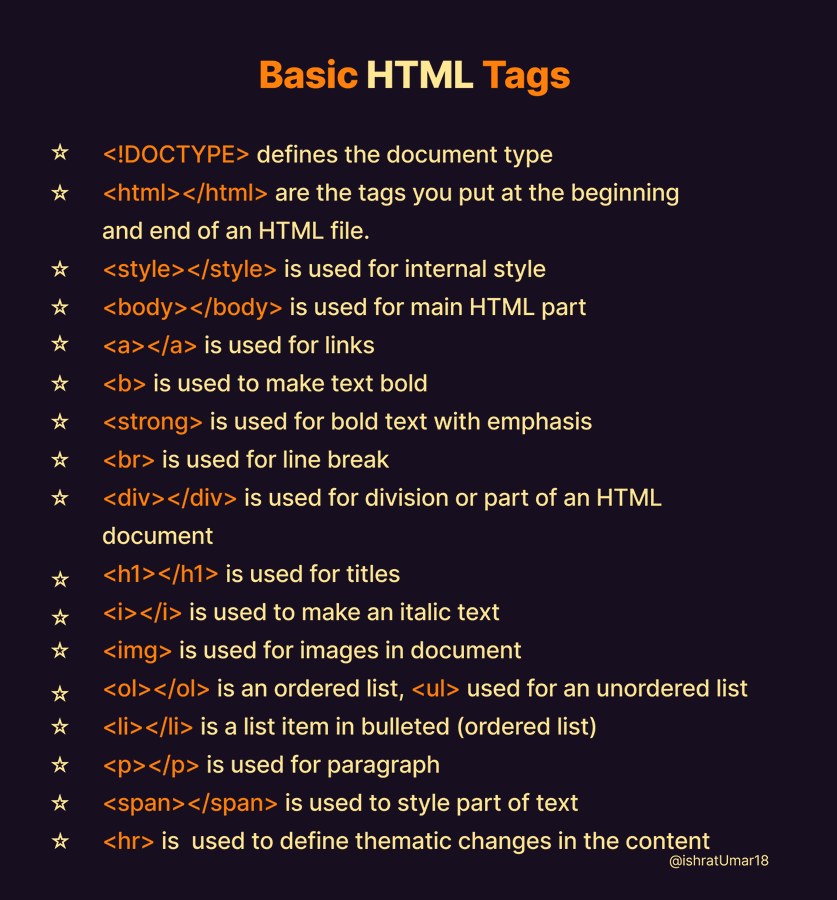 Basic HTML Tags
☆ <!DOCTYPE> defines the document type
☆ <html></html> are the tags you put at the beginning
and end of an HTML file.
☆ <style></style> is used for internal style
☆ <body></body> is used for main HTML part
☆ <a></a> is used for links
☆ <b> is used to make text bold
☆ <strong> is used for bold text with emphasis
☆ <br> is used for line break
☆ <div></div> is used for division or part of an HTML
document
☆ <h1></h1> is used for titles
☆ <i></i> is used to make an italic text
☆ <img> is used for images in document
☆ <ol></ol> is an ordered list, <ul> used for an unordered list
☆ <li></li> is a list item in bulleted (ordered list)
☆ <p></p> is used for paragraph
☆ <span></span> is used to style part of text
☆ <hr> is  used to define thematic changes in the content
@ishratUmar18